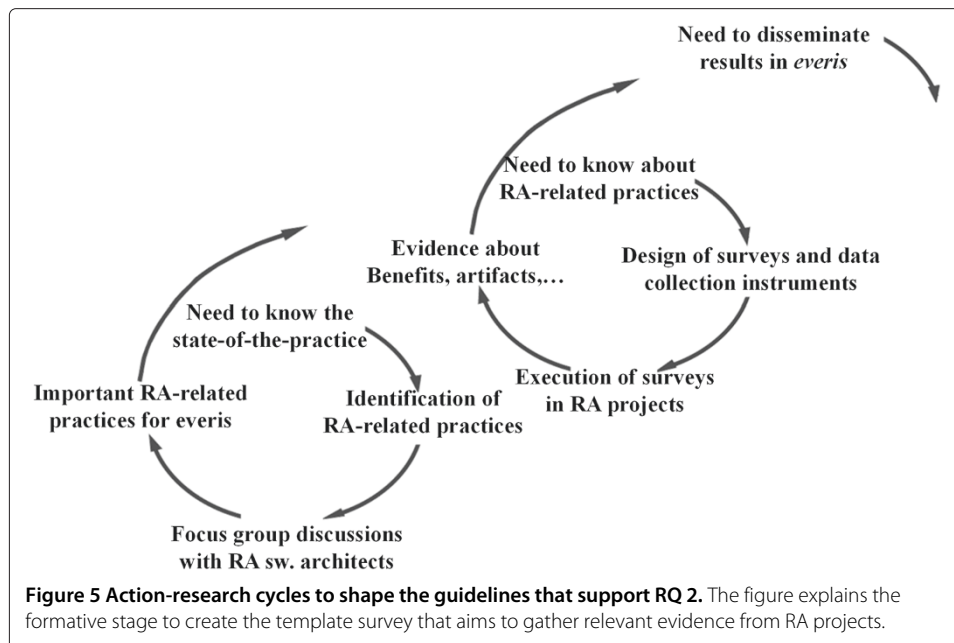 Need to disseminate
results in everis
Need to know about
RA-related practices
Evidence about
Benefits, artifacts,...
Design of surveys and data
collection instruments
Need to know the
state-of-the-practice
Execution of surveys
in RA projects
Important RA-related
practices for everis
Identification of
RA-related practices
Focus group discussions
with RA sw. architects
Figure 5 Action-research cycles to shape the guidelines that support RQ 2. The figure explains the
formative stage to create the template survey that aims to gather relevant evidence from RA projects.